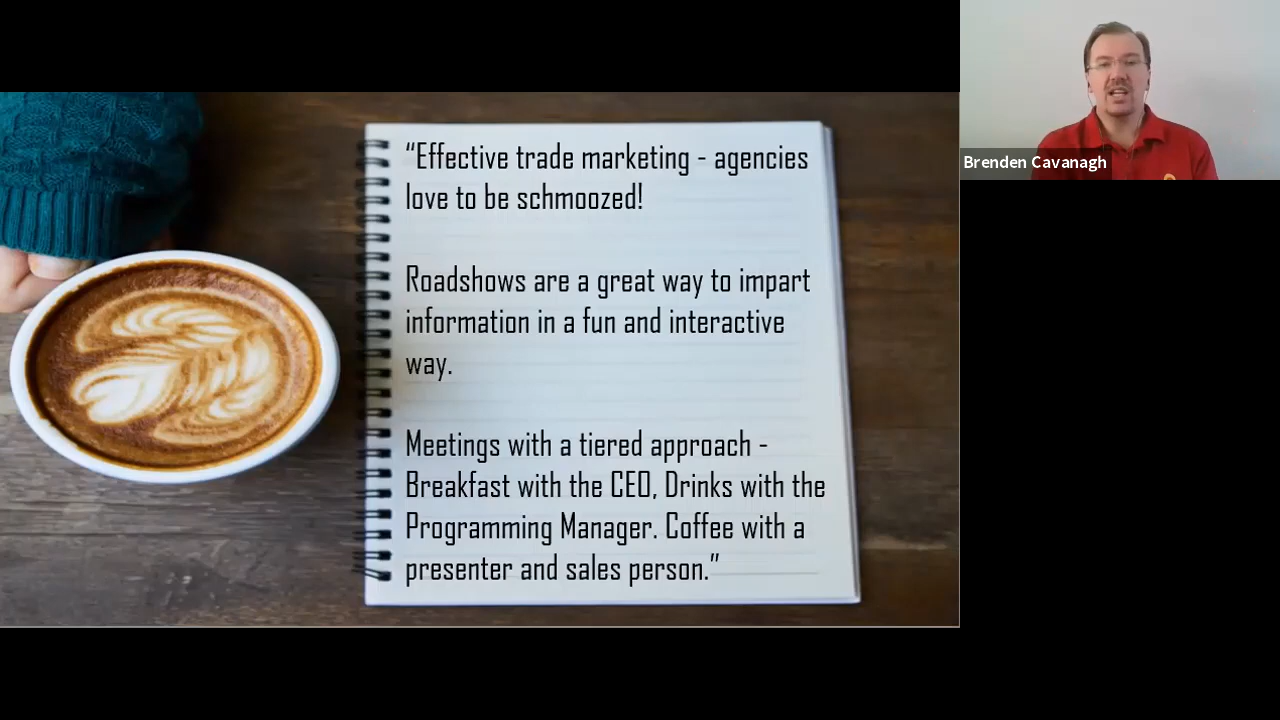 “Effective trade marketing - agencies
love to be schmoozed!
Roadshows are a great way to impart
information in a fun and interactive
way.
Meetings with a tiered approach -
Breakfast with the CEO, Drinks with the
Programming Manager. Coffee with a
presenter and sales person.”
Brenden Cavanagh